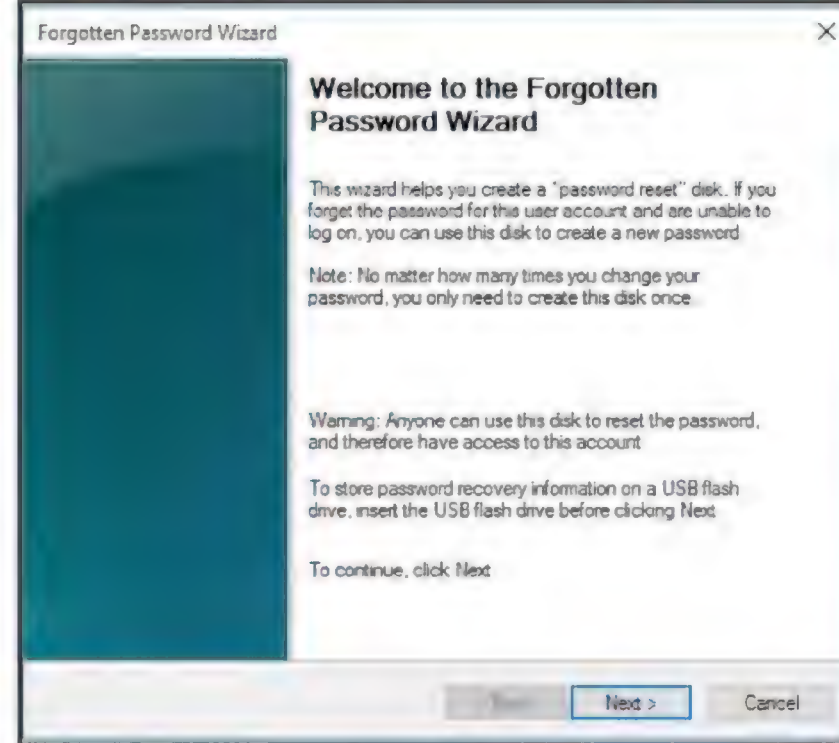 Forgotten Password Wizard
Welcome to the Forgotten
Password Wizard
This wizard helps you create a "password reset" disk. If you
forget the password for this user account and are unable to
log on, you can use this disk to create a new password
Note: No matter how many times you change your
password, you only need to create this disk once
Warning: Anyone can use this disk to reset the password,
and therefore have access to this account
To store password recovery information on a USB flash
drive, insert the USB flash drive before clicking Next
To continue, click Next
Next >
Cancel